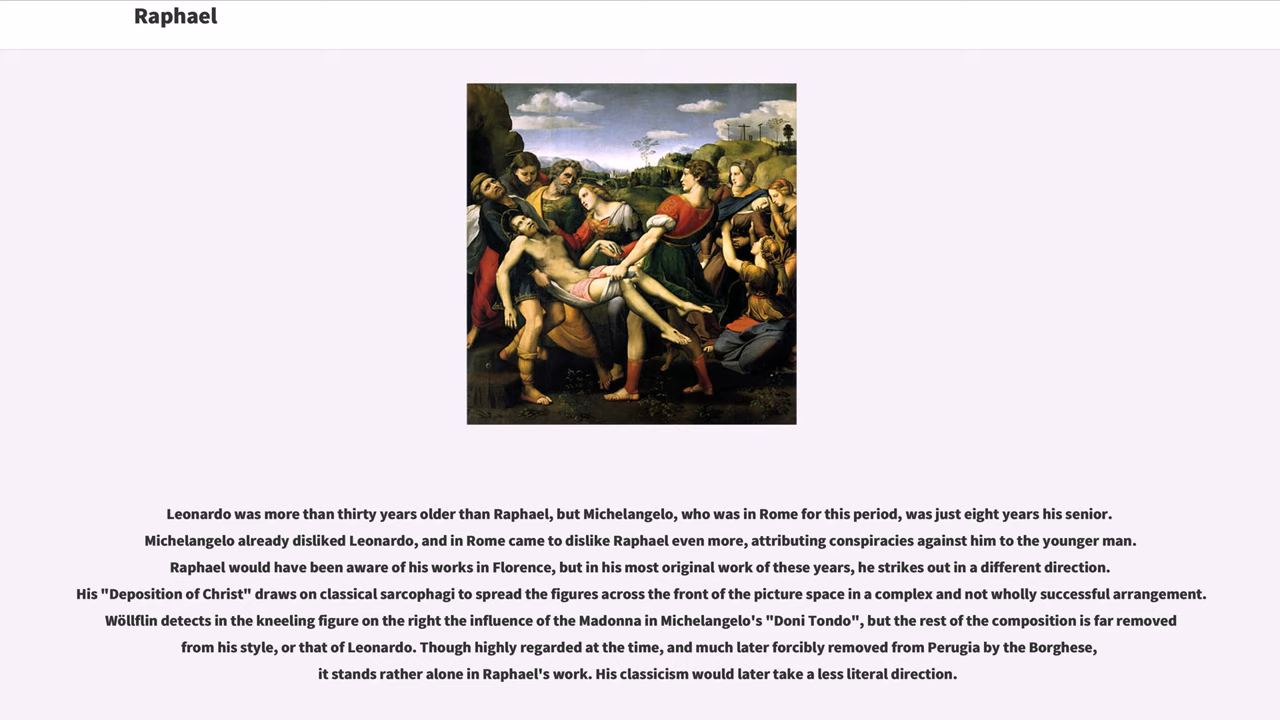 Raphael
Leonardo was more than thirty years older than Raphael, but Michelangelo, who was in Rome for this period, was just eight years his senior.
Michelangelo already disliked Leonardo, and in Rome came to dislike Raphael even more, attributing conspiracies against him to the younger man.
Raphael would have been aware of his works in Florence, but in his most original work of these years, he strikes out in a different direction.
His "Deposition of Christ" draws on classical sarcophagi to spread the figures across the front of the picture space in a complex and not wholly successful arrangement.
Wöllflin detects in the kneeling figure on the right the influence of the Madonna in Michelangelo's "Doni Tondo", but the rest of the composition is far removed
from his style, or that of Leonardo. Though highly regarded at the time, and much later forcibly removed from Perugia by the Borghese,
it stands rather alone in Raphael's work. His classicism would later take a less literal direction.